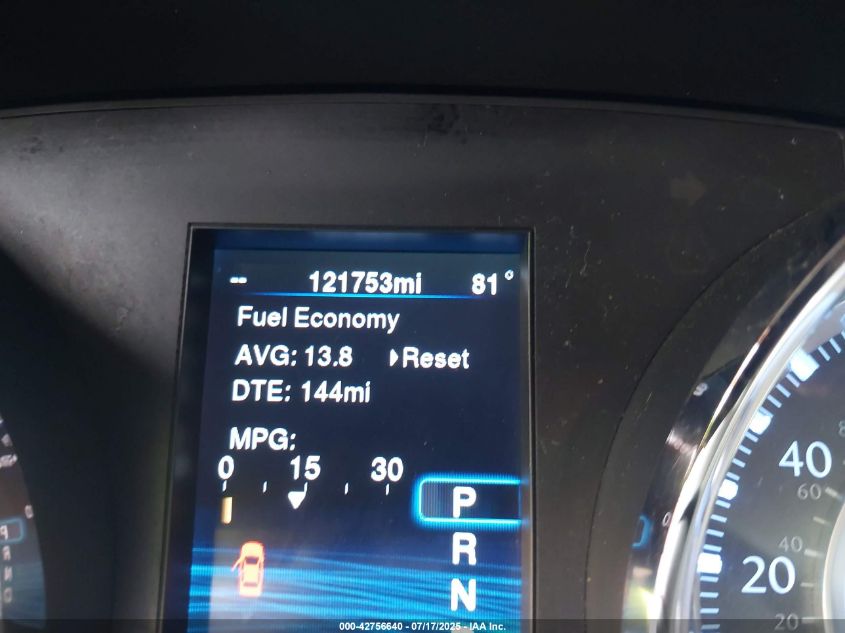 -- 121753mi 81°
Fuel Economy
AVG: 13.8 Reset
DTE: 144mi
MPG:
0 15 30
P
R
N
40
60
40
20
20
000-42756640 - 07/17/2025 - IAA Inc.